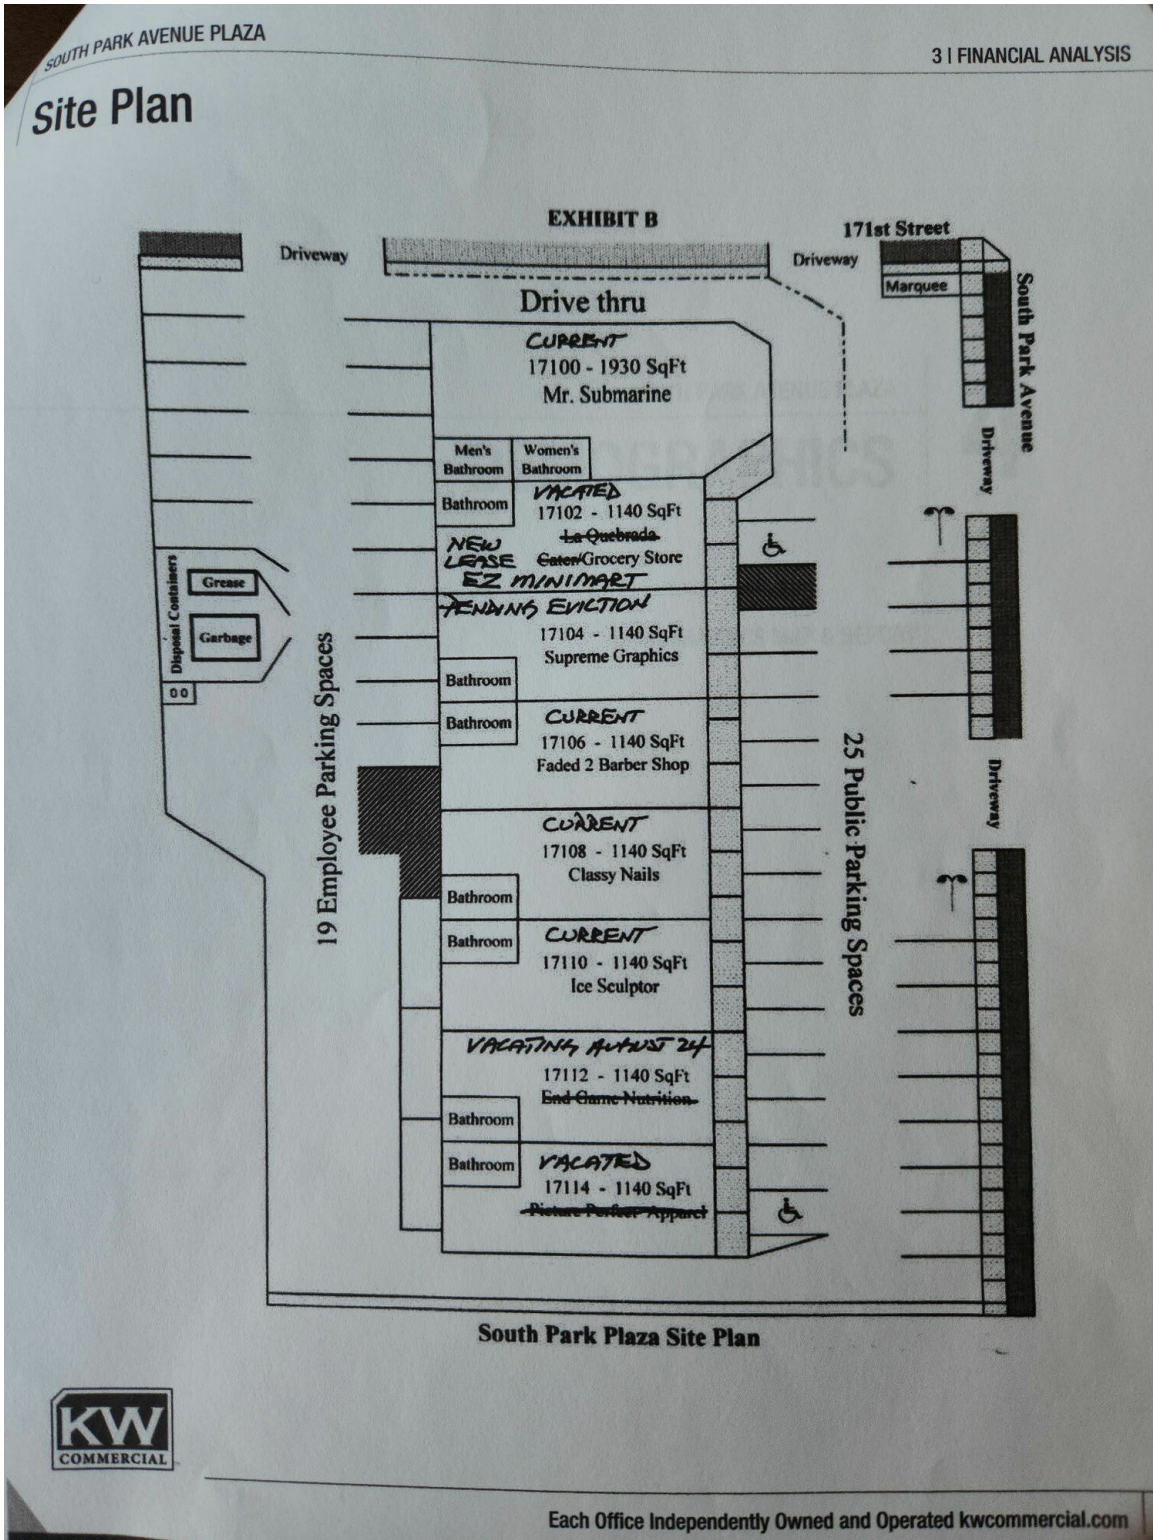 SOUTH PARK AVENUE PLAZA
3 | FINANCIAL ANALYSIS
Site Plan
EXHIBIT B
171st Street
Driveway
Driveway
Marquee
South Park Avenue
Drive thru
CURRENT
17100 - 1930 SqFt
Mr. Submarine
Driveway
Men's
Bathroom
Women's
Bathroom
Bathroom
VACATED
17102 - 1140 SqFt
La Quebrada
NEW
LEASE
Cater/Grocery Store
EZ MINIMART
Disposal Containers
Grease
Garbage
00
PENDING EVICTION
17104 - 1140 SqFt
Supreme Graphics
Bathroom
19 Employee Parking Spaces
Bathroom
CURRENT
17106 - 1140 SqFt
Faded 2 Barber Shop
25 Public Parking Spaces
Driveway
CURRENT
17108 - 1140 SqFt
Classy Nails
Bathroom
Bathroom
CURRENT
17110 - 1140 SqFt
Ice Sculptor
VACATING AUGUST 24
17112 - 1140 SqFt
End Game Nutrition
Bathroom
Bathroom
VACATED
17114 - 1140 SqFt
Picture Perfect Apparel
South Park Plaza Site Plan
KW
COMMERCIAL
Each Office Independently Owned and Operated kwcommercial.com